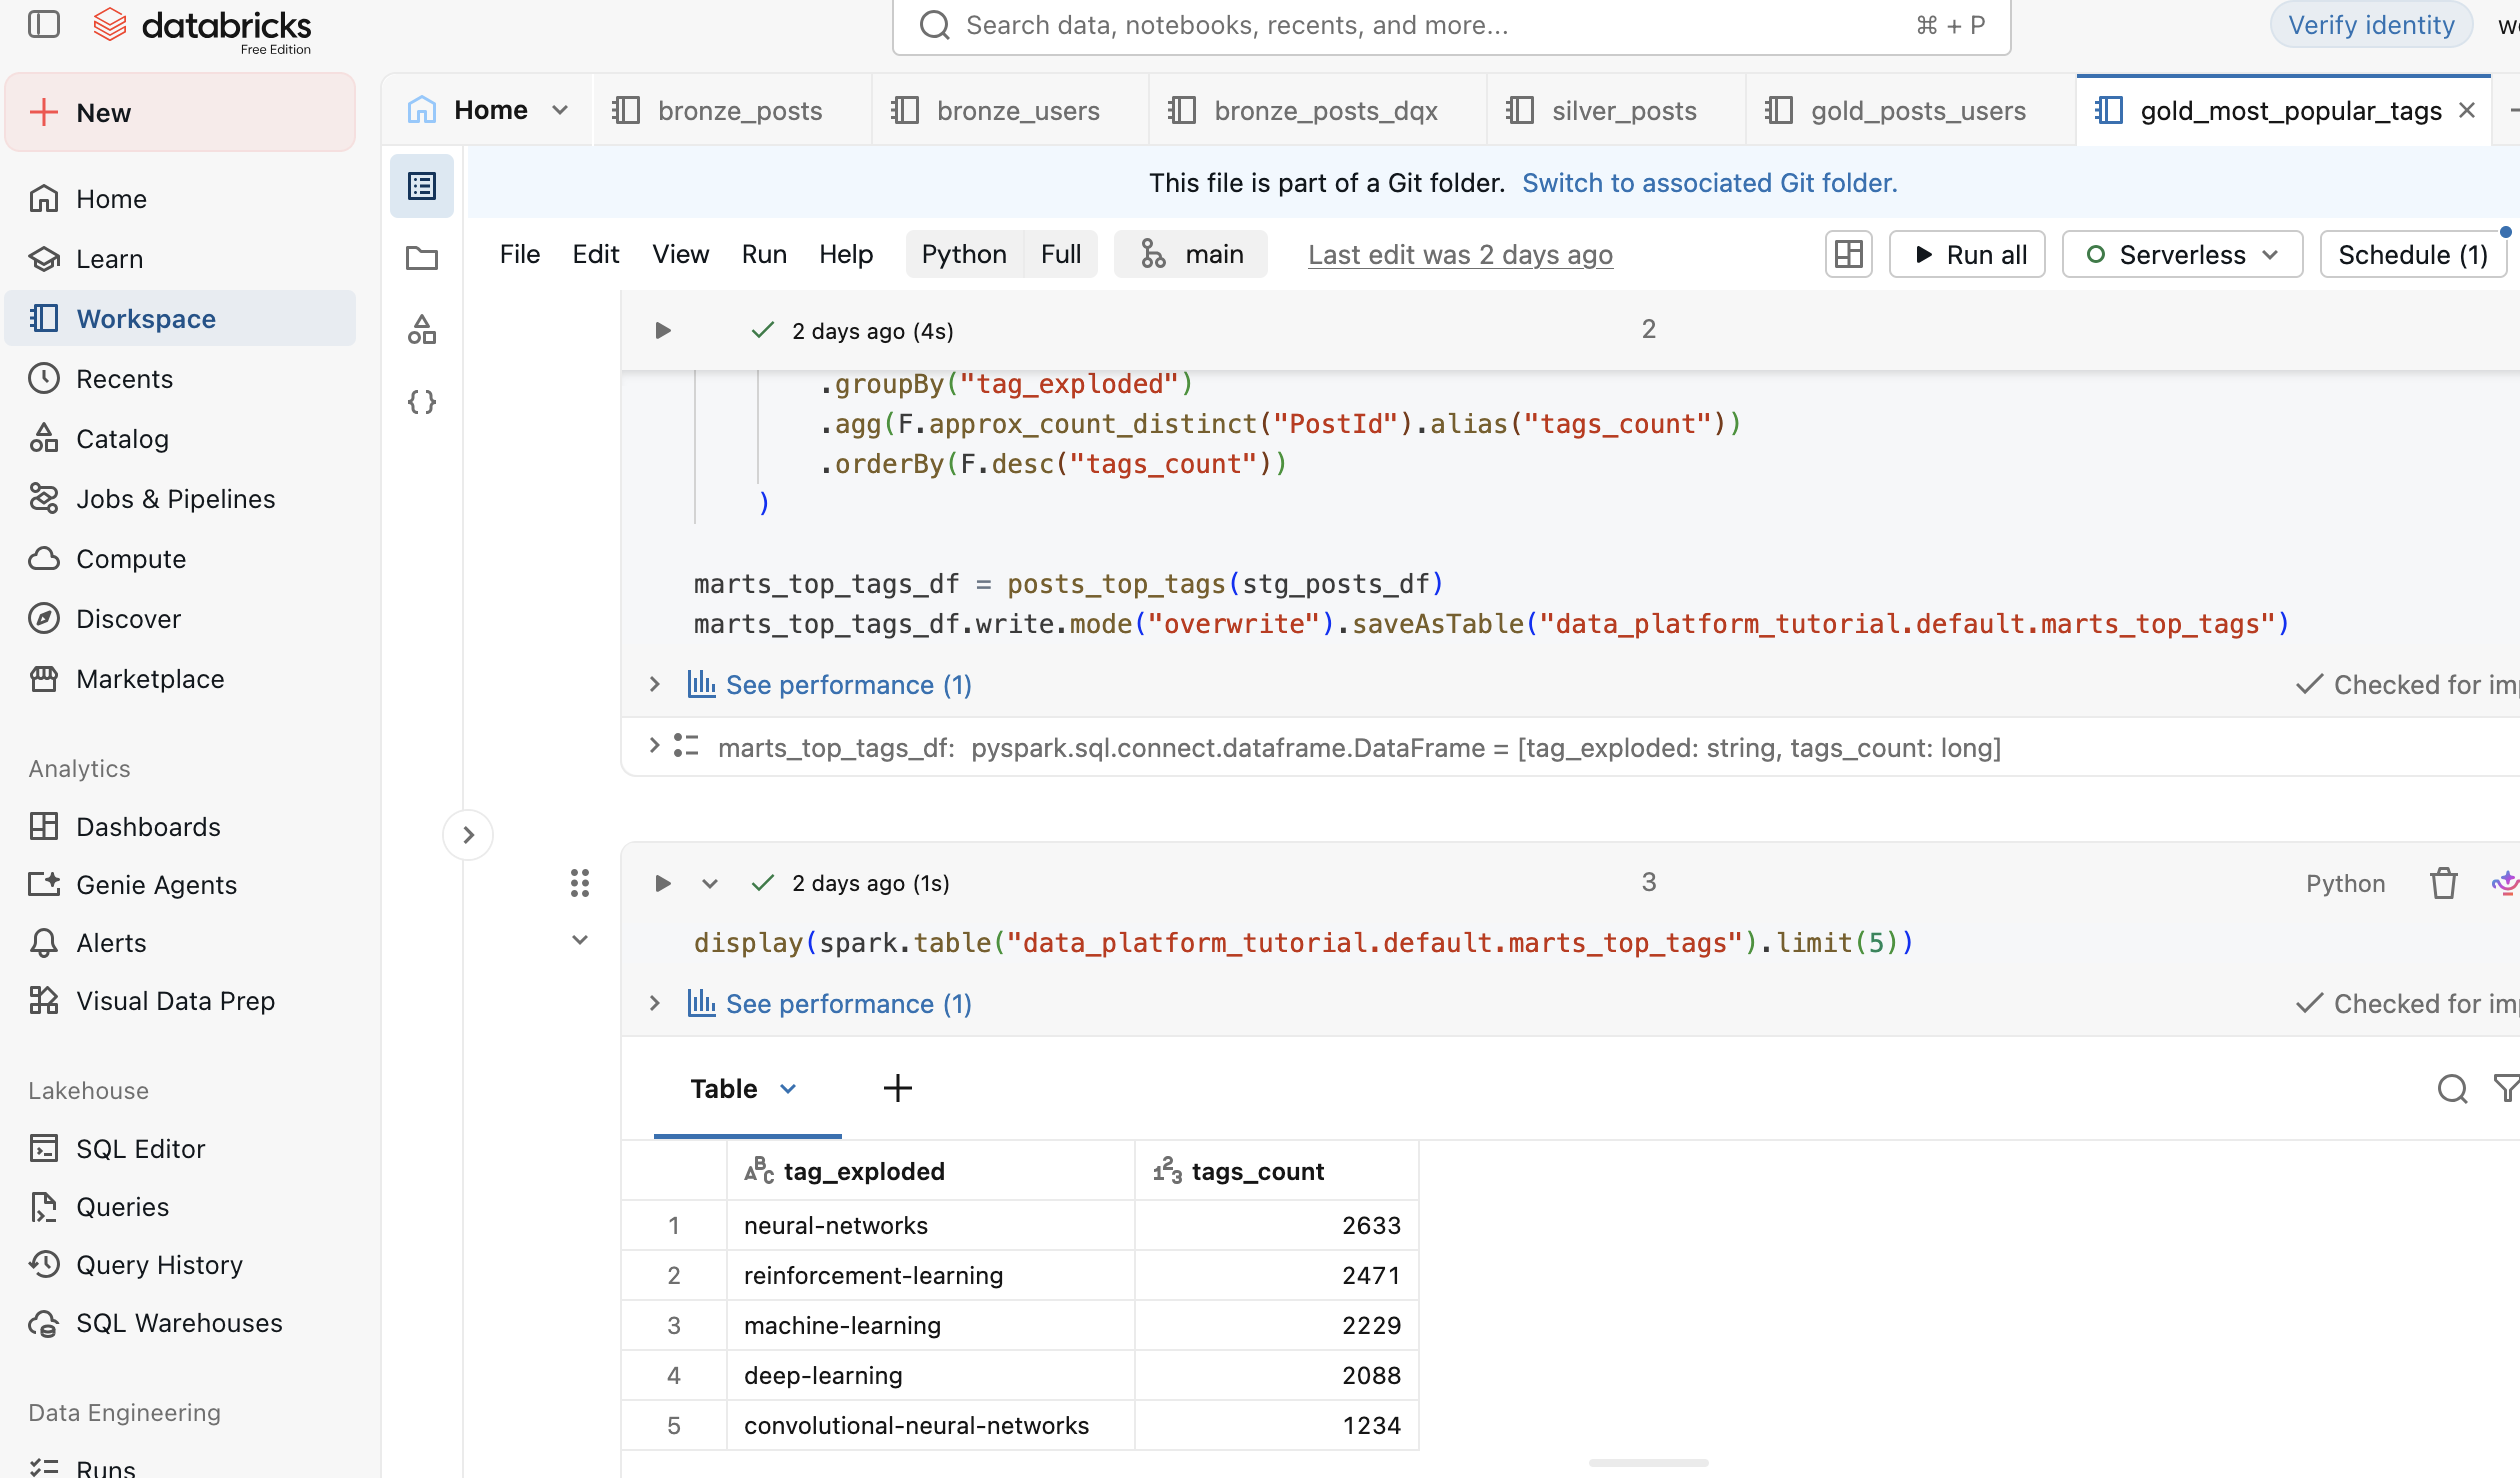 databricks
Free Edition
Search data, notebooks, recents, and more...
⌘ + P
Verify identity
New
Home
Learn
Workspace
Recents
Catalog
Jobs & Pipelines
Compute
Discover
Marketplace
Analytics
Dashboards
Genie Agents
Alerts
Visual Data Prep
Lakehouse
SQL Editor
Queries
Query History
SQL Warehouses
Data Engineering
Runs
Home
bronze_posts
bronze_users
bronze_posts_dqx
silver_posts
gold_posts_users
gold_most_popular_tags
This file is part of a Git folder. Switch to associated Git folder.
File Edit View Run Help Python Full main Last edit was 2 days ago
Run all
Serverless
Schedule (1)
2 days ago (4s)
2
.groupBy("tag_exploded")
.agg(F.approx_count_distinct("PostId").alias("tags_count"))
.orderBy(F.desc("tags_count"))
)
marts_top_tags_df = posts_top_tags(stg_posts_df)
marts_top_tags_df.write.mode("overwrite").saveAsTable("data_platform_tutorial.default.marts_top_tags")
See performance (1)
Checked for
marts_top_tags_df: pyspark.sql.connect.dataframe.DataFrame = [tag_exploded: string, tags_count: long]
2 days ago (1s)
3
Python
display(spark.table("data_platform_tutorial.default.marts_top_tags").limit(5))
See performance (1)
Checked for
Table
tag_exploded tags_count
1 neural-networks 2633
2 reinforcement-learning 2471
3 machine-learning 2229
4 deep-learning 2088
5 convolutional-neural-networks 1234